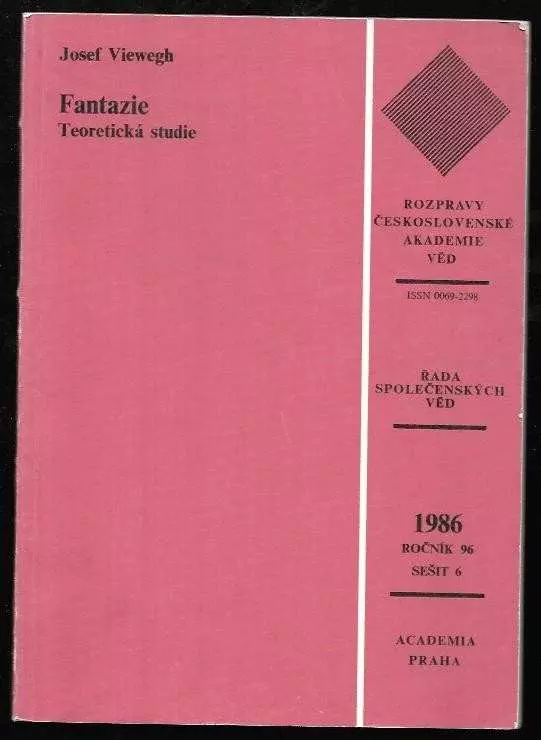 Josef Viewegh
Fantazie
Teoretická studie
ROZPRAVY
ČESKOSLOVENSKÉ
AKADEMIE
VĚD
ISSN 0069-2298
ŘADA
SPOLEČENSKÝCH
VĚD
1986
ROČNÍK 96
SEŠIT 6
ACADEMIA
PRAHA